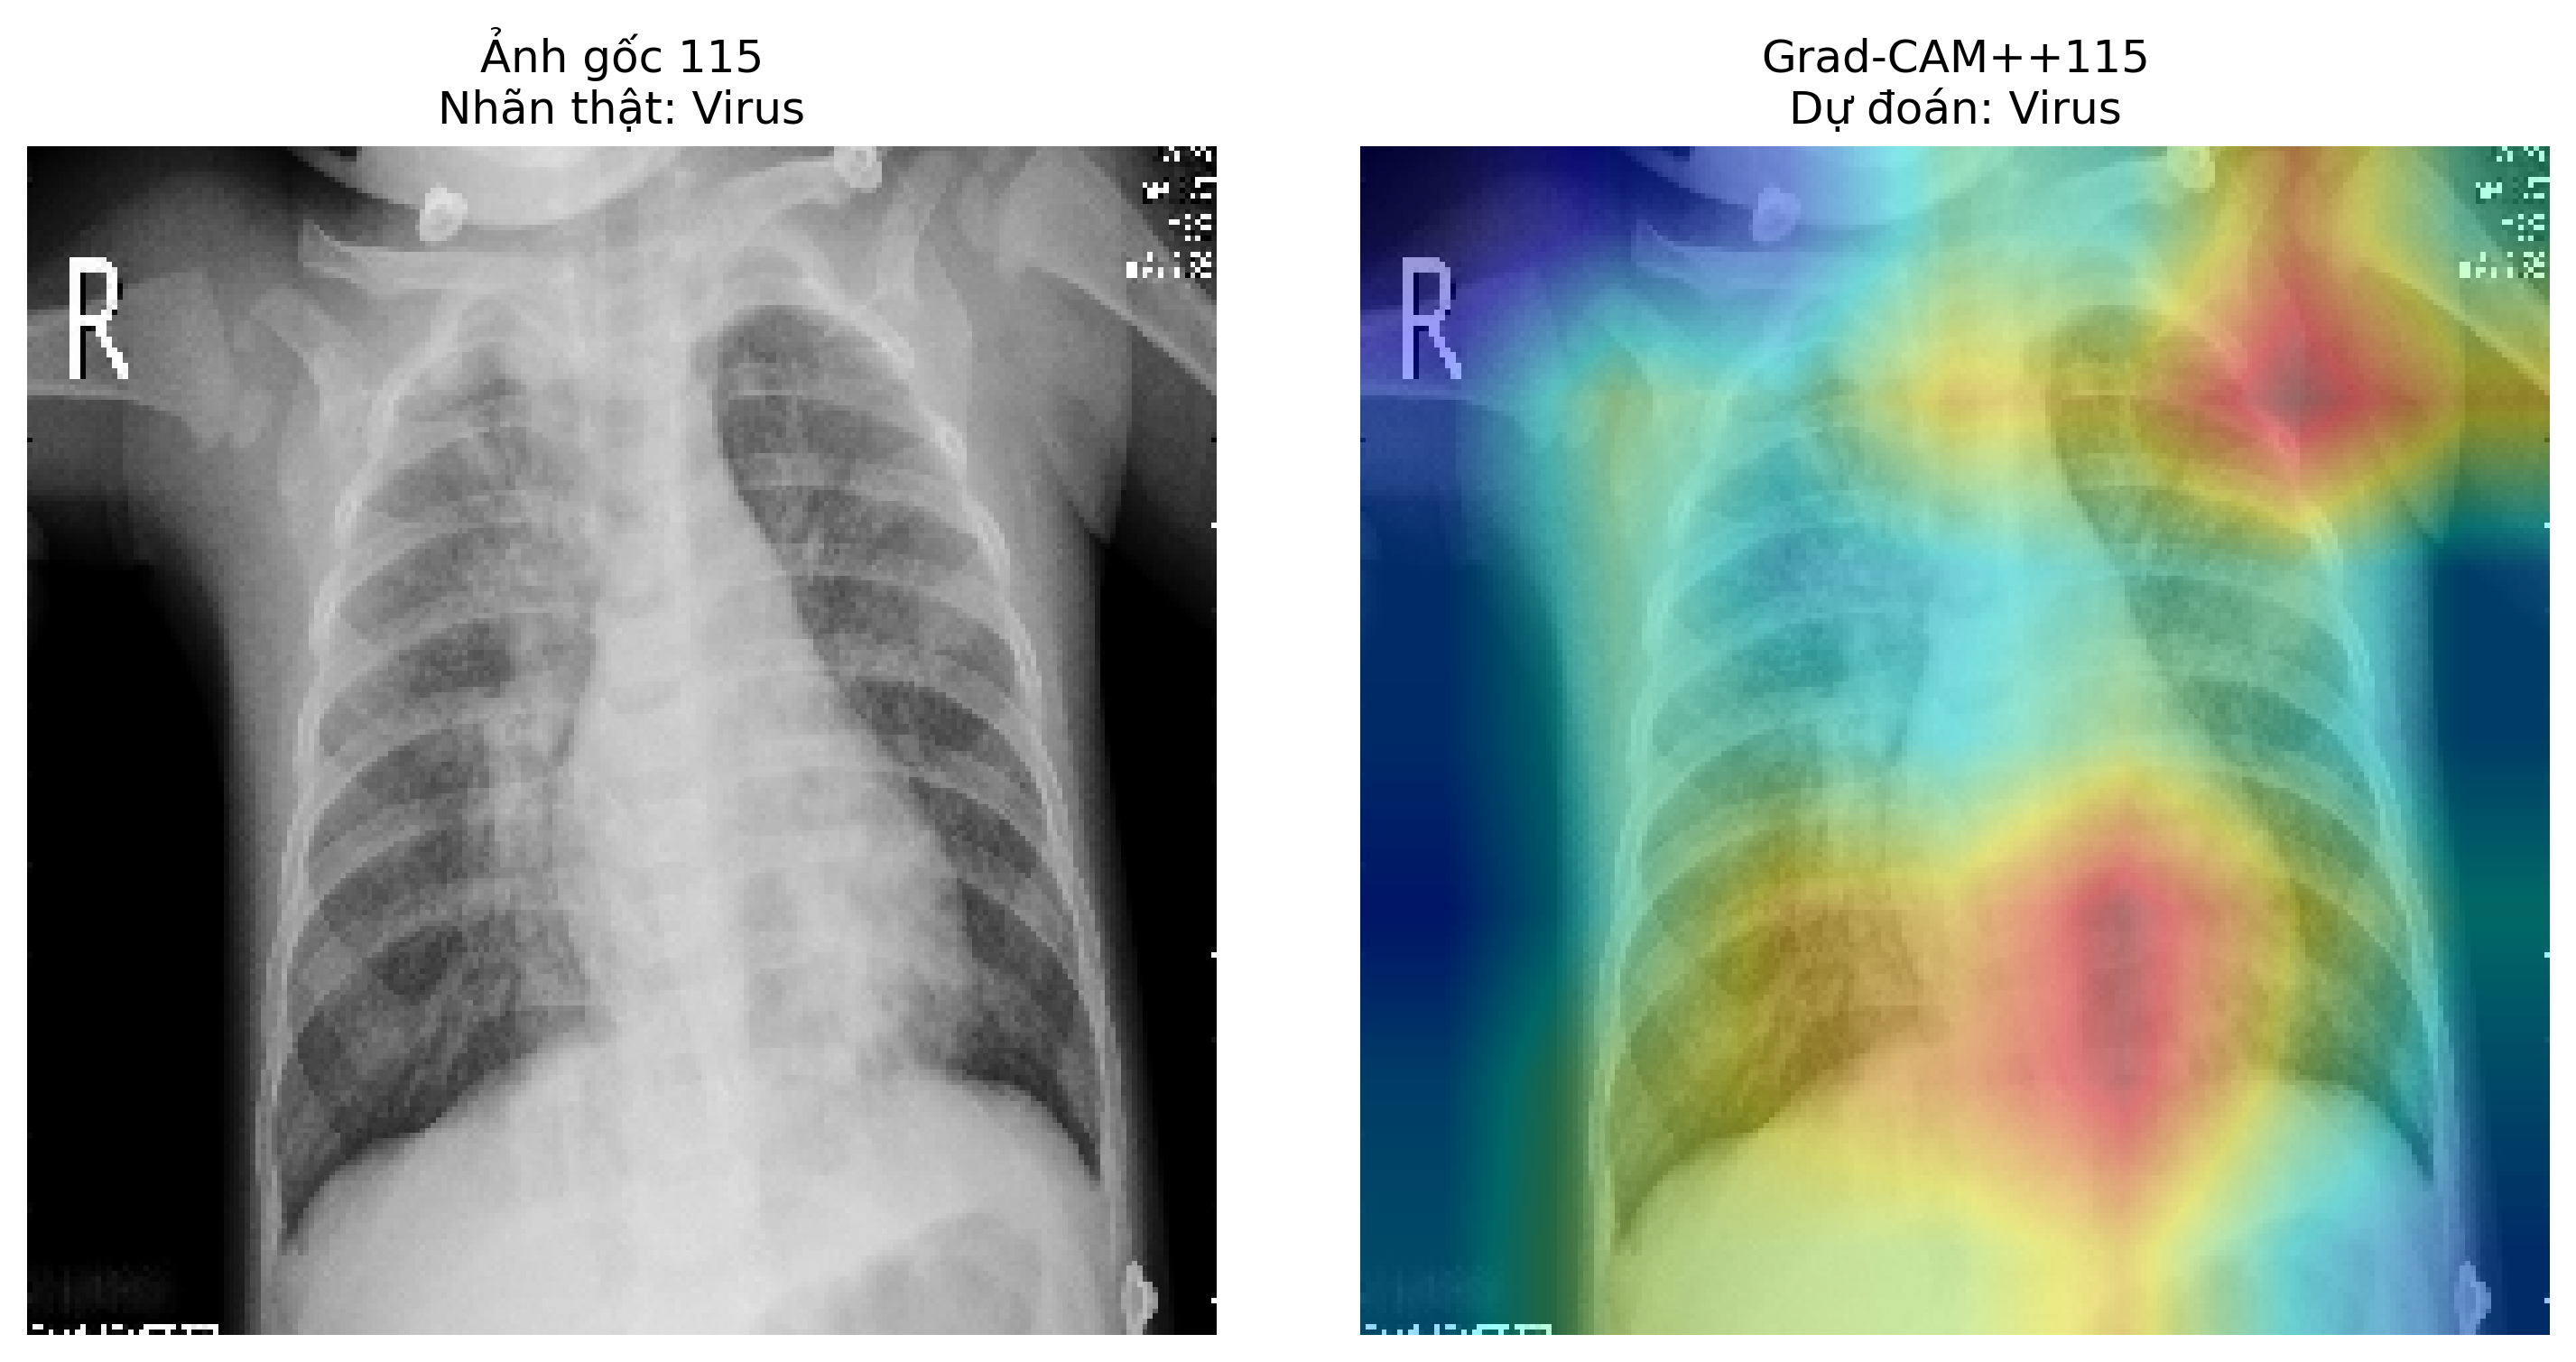 Ảnh gốc 115
Nhãn thật: Virus
Grad-CAM++115
Dự đoán: Virus
R
R